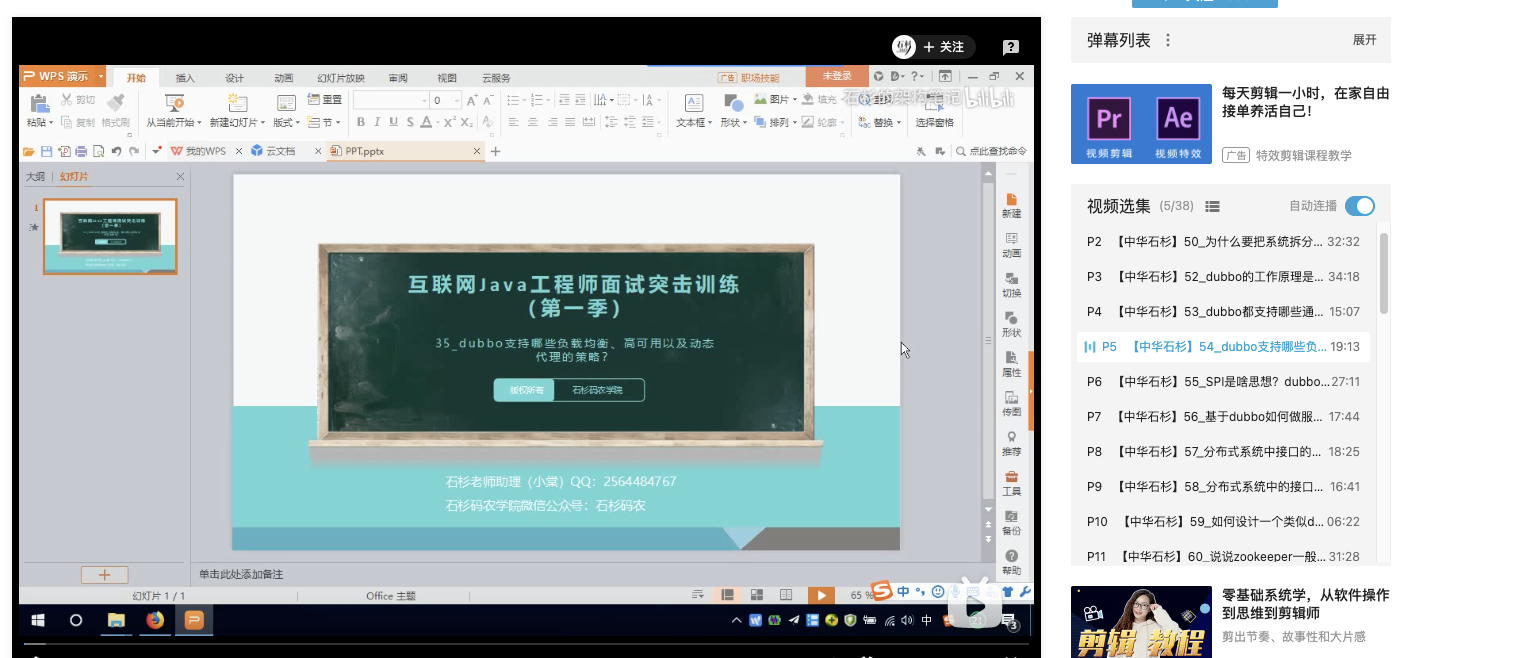 关注
WPS 演示
开始
插入
设计
动画
幻灯片放映
审阅
视图
云服务
广告 职场技能
未登录
粘贴
剪切
复制
格式刷
从当前开始
新建幻灯片
版式
重置
节
0
B I U S A X² X₂
文本框
形状
图片
排列
填充
轮廓
替换
选择窗格
石杉的架构笔记 bilibili
我的WPS
云文档
PPT.pptx
点此查找命令
大纲
幻灯片
1
互联网Java工程师面试突击训练
（第一季）
35_dubbo支持哪些负载均衡、高可用以及动态
代理的策略?
版权所有
石杉码农学院
石杉老师助理（小棠）QQ：2564484767
石杉码农学院微信公众号：石杉码农
新建
动画
切换
形状
属性
传图
推荐
工具
备份
帮助
单击此处添加备注
幻灯片 1 / 1
Office 主题
65 %
中
中
3
弹幕列表
展开
Pr
Ae
视频剪辑
视频特效
每天剪辑一小时，在家自由
接单养活自己！
广告 特效剪辑课程教学
视频选集 (5/38)
自动连播
P2 【中华石杉】50_为什么要把系统拆分... 32:32
P3 【中华石杉】52_dubbo的工作原理是... 34:18
P4 【中华石杉】53_dubbo都支持哪些通... 15:07
P5 【中华石杉】54_dubbo支持哪些负... 19:13
P6 【中华石杉】55_SPI是啥思想？dubbo... 27:11
P7 【中华石杉】56_基于dubbo如何做服... 17:44
P8 【中华石杉】57_分布式系统中接口的... 18:25
P9 【中华石杉】58_分布式系统中的接口... 16:41
P10 【中华石杉】59_如何设计一个类似d... 06:22
P11 【中华石杉】60_说说zookeeper一般... 31:28
剪辑 教程
零基础系统学，从软件操作
到思维到剪辑师
剪出节奏、故事性和大片感